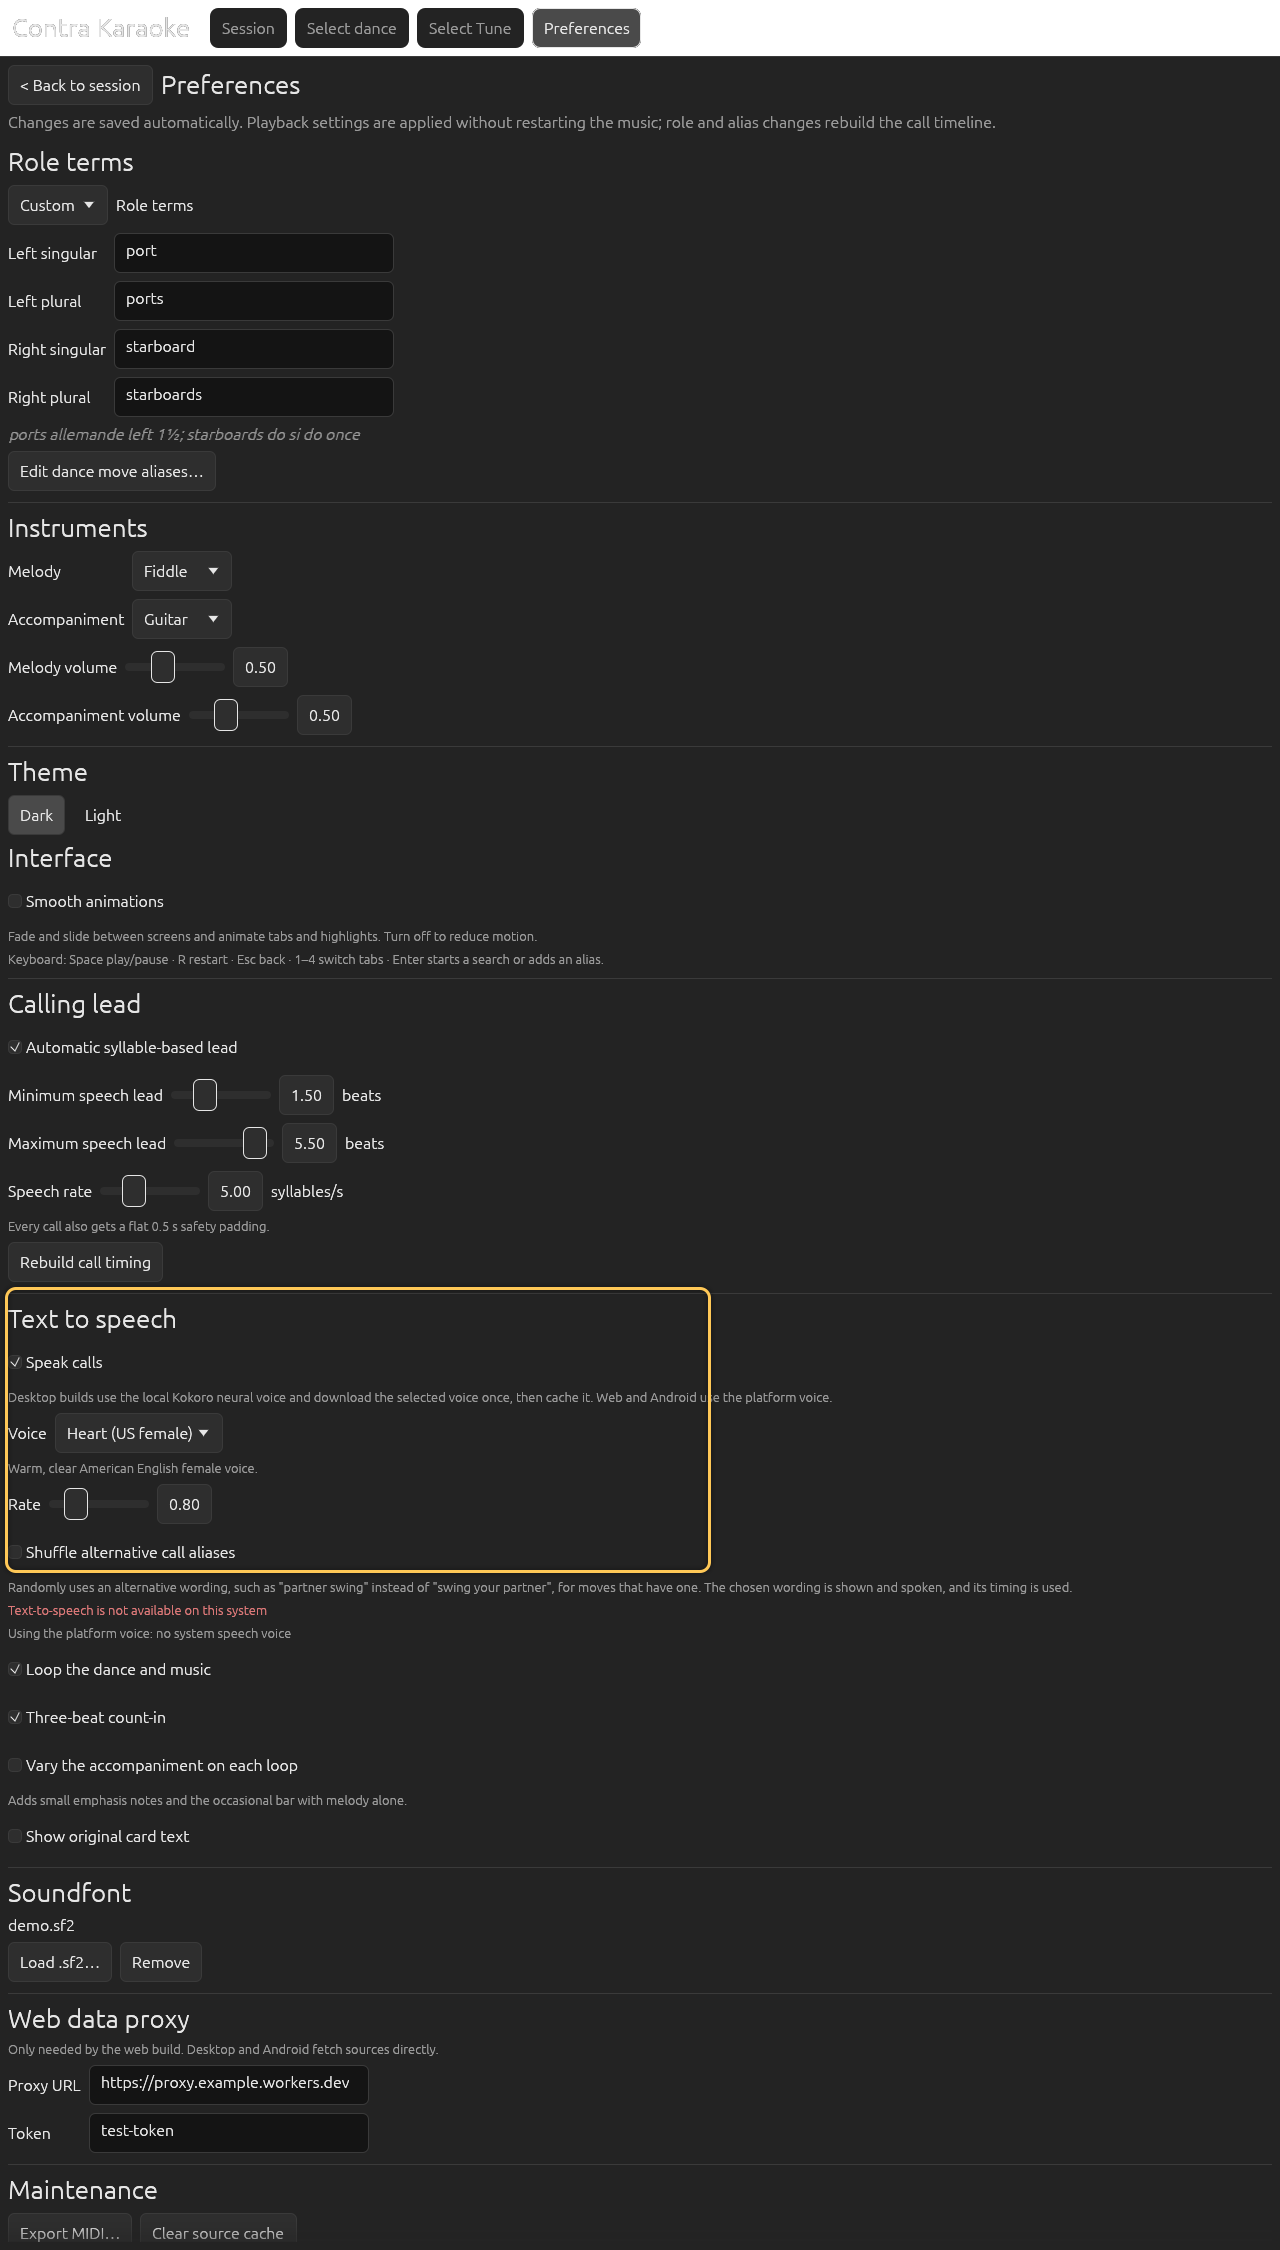 Contra Karaoke Session Select dance Select Tune Preferences
< Back to session Preferences
Changes are saved automatically. Playback settings are applied without restarting the music; role and alias changes rebuild the call timeline.
Role terms
Custom Role terms
Left singular port
Left plural ports
Right singular starboard
Right plural starboards
ports allemande left 1½; starboards do si do once
Edit dance move aliases...
Instruments
Melody Fiddle
Accompaniment Guitar
Melody volume 0.50
Accompaniment volume 0.50
Theme
Dark Light
Interface
Smooth animations
Fade and slide between screens and animate tabs and highlights. Turn off to reduce motion.
Keyboard: Space play/pause · R restart · Esc back · 1–4 switch tabs · Enter starts a search or adds an alias.
Calling lead
Automatic syllable-based lead
Minimum speech lead 1.50 beats
Maximum speech lead 5.50 beats
Speech rate 5.00 syllables/s
Every call also gets a flat 0.5 s safety padding.
Rebuild call timing
Text to speech
Speak calls
Desktop builds use the local Kokoro neural voice and download the selected voice once, then cache it. Web and Android use the platform voice.
Voice Heart (US female)
Warm, clear American English female voice.
Rate 0.80
Shuffle alternative call aliases
Randomly uses an alternative wording, such as "partner swing" instead of "swing your partner", for moves that have one. The chosen wording is shown and spoken, and its timing is used.
Text-to-speech is not available on this system
Using the platform voice: no system speech voice
Loop the dance and music
Three-beat count-in
Vary the accompaniment on each loop
Adds small emphasis notes and the occasional bar with melody alone.
Show original card text
Soundfont
demo.sf2
Load .sf2... Remove
Web data proxy
Only needed by the web build. Desktop and Android fetch sources directly.
Proxy URL https://proxy.example.workers.dev
Token test-token
Maintenance
Export MIDI... Clear source cache